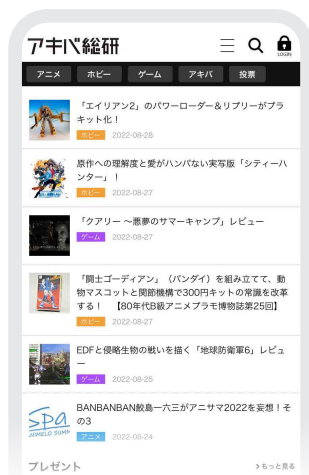 アキバ総研
LOGIN
アニメ ホビー ゲーム アキバ 投票
「エイリアン2」のパワーローダー&リプリーがプラ
キット化！
ホビー 2022-08-28
原作への理解度と愛がハンパない実写版「シティーハ
ンター」！
ホビー 2022-08-27
「クアリー ～悪夢のサマーキャンプ」レビュー
ゲーム 2022-08-27
「闘士ゴーディアン」（バンダイ）を組み立てて、動
物マスコットと関節機構で300円キットの常識を改革
する！ 【80年代B級アニメプラモ博物誌第25回】
ホビー 2022-08-27
EDFと侵略生物の戦いを描く「地球防衛軍6」レビュ
ー
ゲーム 2022-08-25
BANBANBAN鮫島一六三がアニサマ2022を妄想！そ
の3
アニメ 2022-08-24
SPa
ANIMELO SUMM
プレゼント
>もっと見る